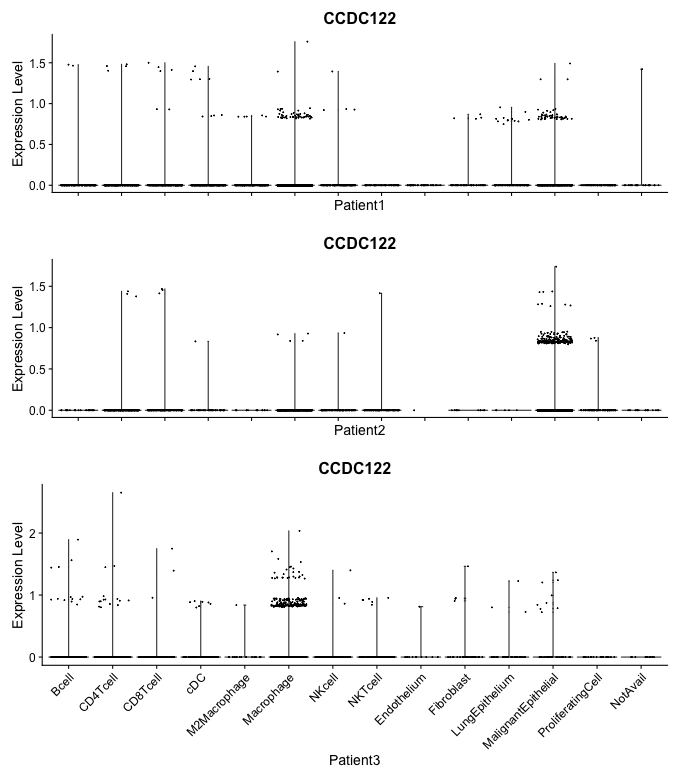 CCDC122
Expression Level
1.5
1.0
0.5
0.0
Patient1
CCDC122
Expression Level
1.5
1.0
0.5
0.0
Patient2
CCDC122
Expression Level
2
1
0
Bcell
CD4Tcell
CD8Tcell
cDC
M2Macrophage
Macrophage
NKcell
NKTcell
Endothelium
Fibroblast
LungEpithelium
MalignantEpithelial
ProliferatingCell
NotAvail
Patient3